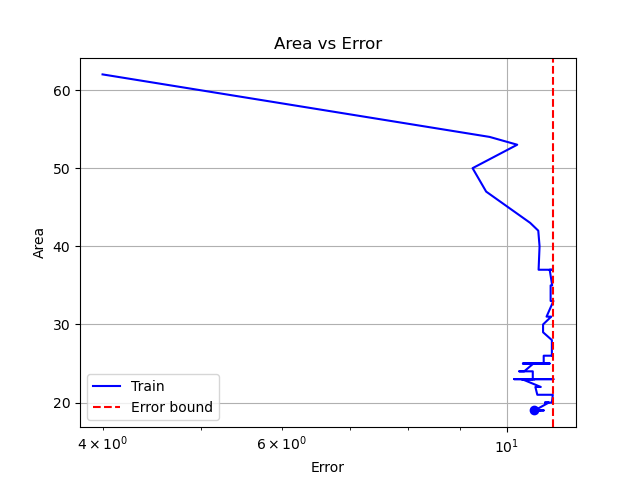 Area vs Error
60
50
40
30
20
Area
Train
Error bound
4 × 10⁰
6 × 10⁰
10¹
Error